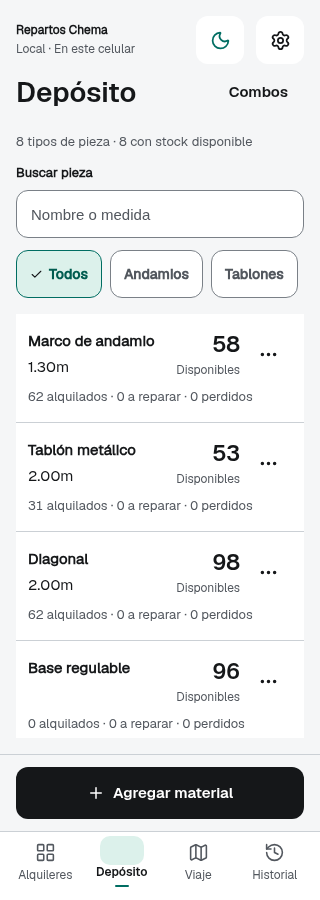 Repartos Chema
Local · En este celular
Depósito
Combos
8 tipos de pieza · 8 con stock disponible
Buscar pieza
Nombre o medida
Todos
Andamios
Tablones
Marco de andamio
58
1.30m
Disponibles
62 alquilados · 0 a reparar · 0 perdidos
Tablón metálico
53
2.00m
Disponibles
31 alquilados · 0 a reparar · 0 perdidos
Diagonal
98
2.00m
Disponibles
62 alquilados · 0 a reparar · 0 perdidos
Base regulable
96
Disponibles
0 alquilados · 0 a reparar · 0 perdidos
Agregar material
Alquileres
Depósito
Viaje
Historial